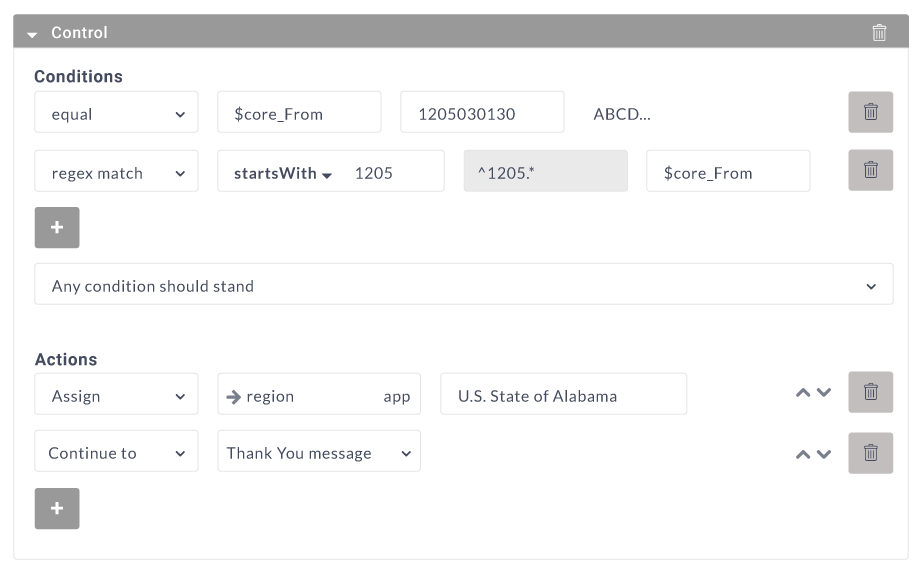 Control
Conditions
equal $core_From 1205030130 ABCD...
regex match startsWith 1205 ^1205.* $core_From
+
Any condition should stand
Actions
Assign region app U.S. State of Alabama
Continue to Thank You message
+